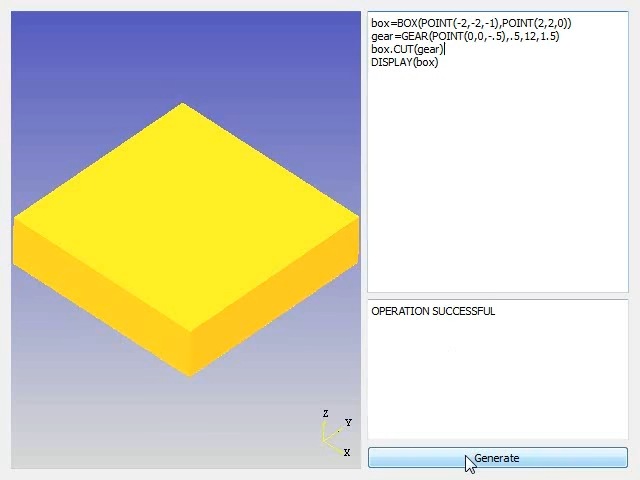 box=BOX(POINT(-2,-2,-1),POINT(2,2,0))
gear=GEAR(POINT(0,0,-.5),.5,12,1.5)
box.CUT(gear)
DISPLAY(box)
OPERATION SUCCESSFUL
Z
Y
X
Generate